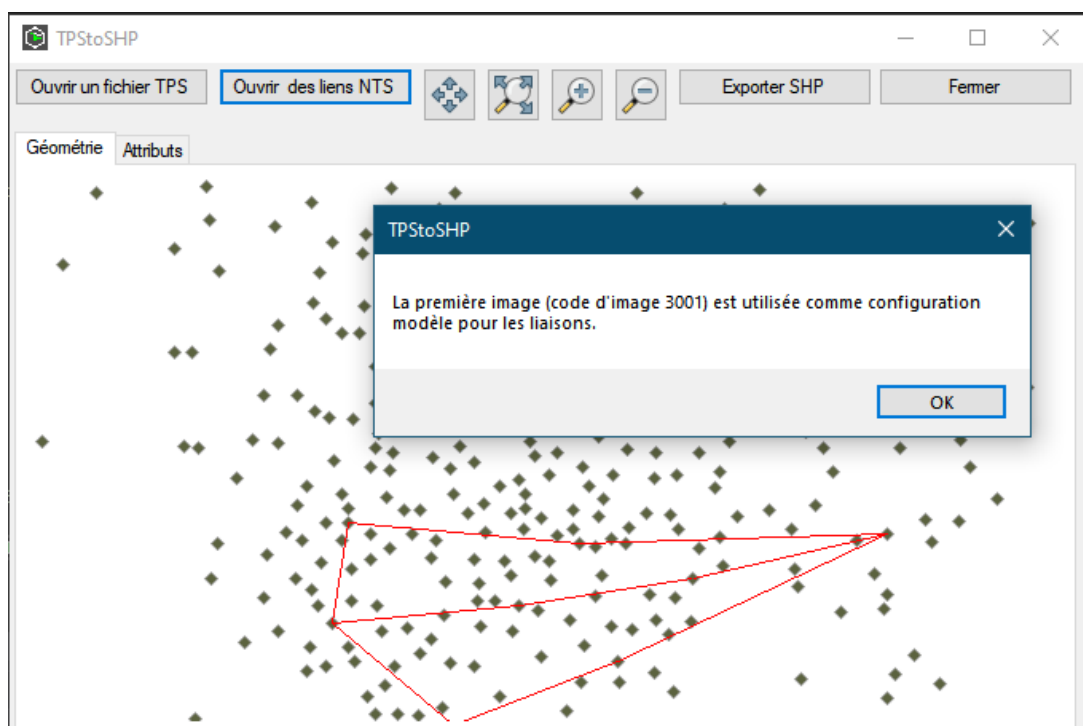 TPStoSHP
Ouvrir un fichier TPS
Ouvrir des liens NTS
Exporter SHP
Fermer
Géométrie
Attributs
TPStoSHP
La première image (code d'image 3001) est utilisée comme configuration
modèle pour les liaisons.
OK